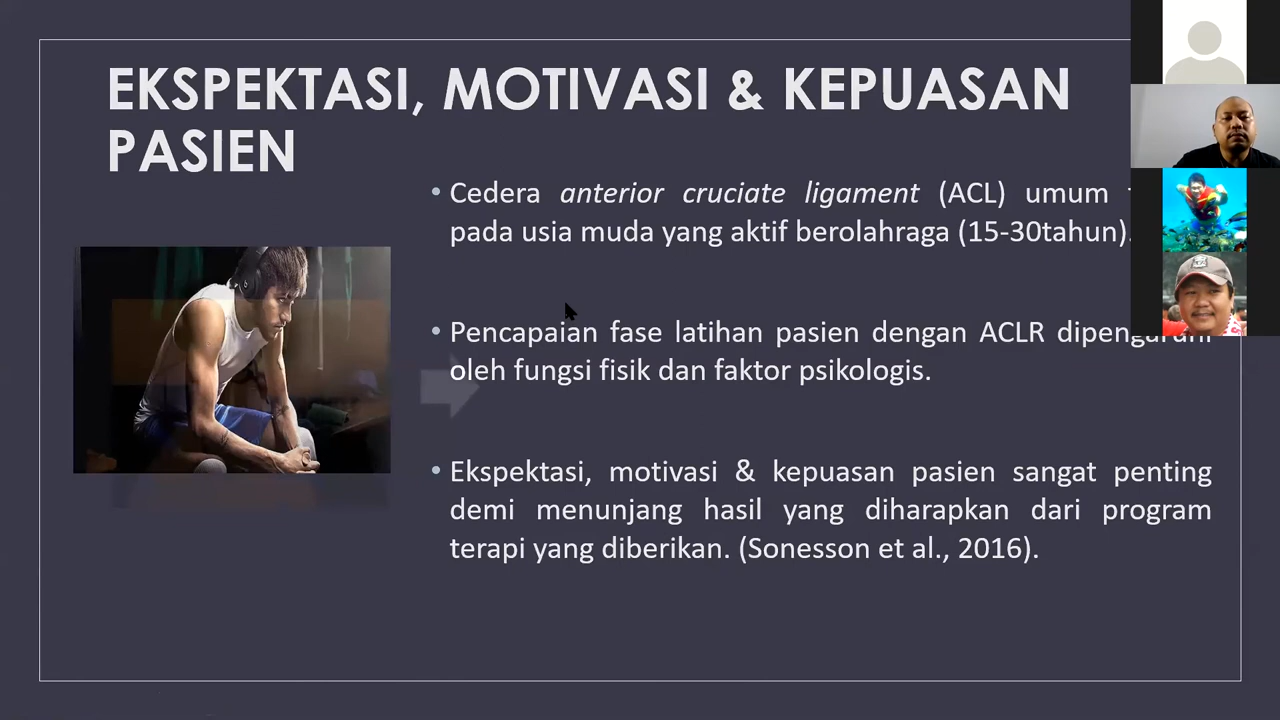 EKSPEKTASI, MOTIVASI & KEPUASAN
PASIEN
• Cedera anterior cruciate ligament (ACL) umum
pada usia muda yang aktif berolahraga (15-30tahun).
• Pencapaian fase latihan pasien dengan ACLR dipengaruhi
oleh fungsi fisik dan faktor psikologis.
• Ekspektasi, motivasi & kepuasan pasien sangat penting
demi menunjang hasil yang diharapkan dari program
terapi yang diberikan. (Sonesson et al., 2016).